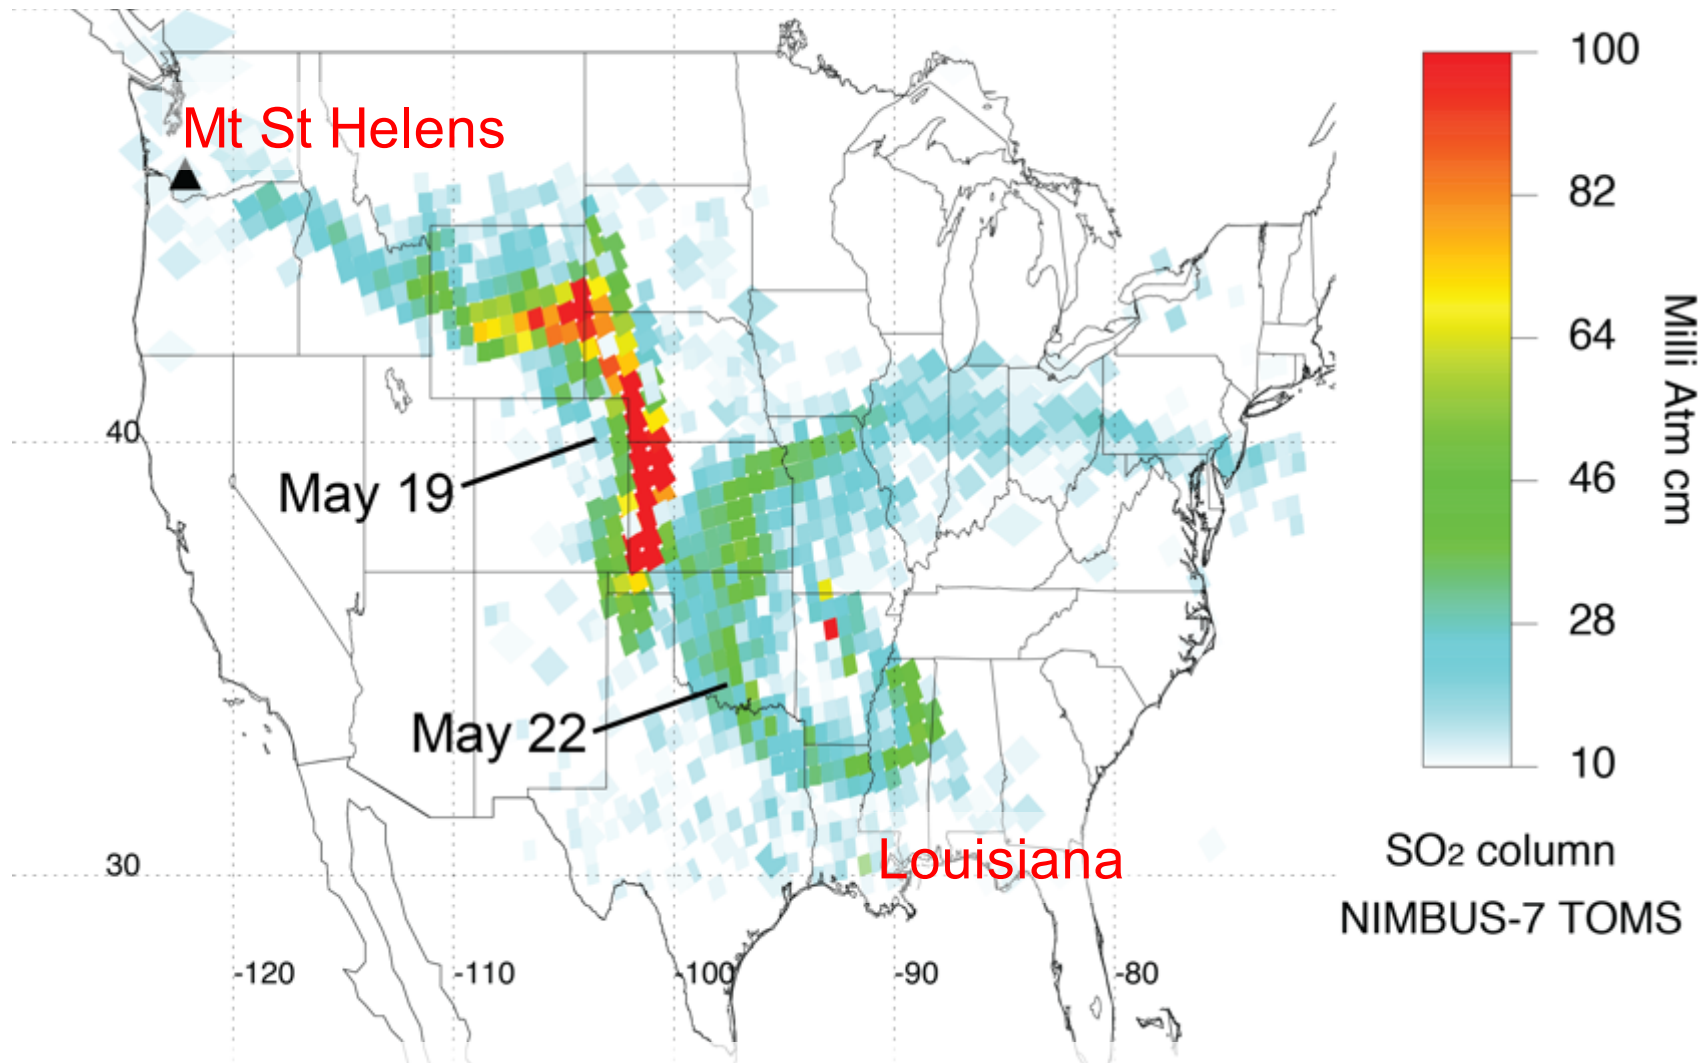 Mt St Helens
40
May 19
May 22
30
Louisiana
-120
-110
-100
-90
-80
100
82
64
46
28
10
Milli Atm cm
SO2 column
NIMBUS-7 TOMS